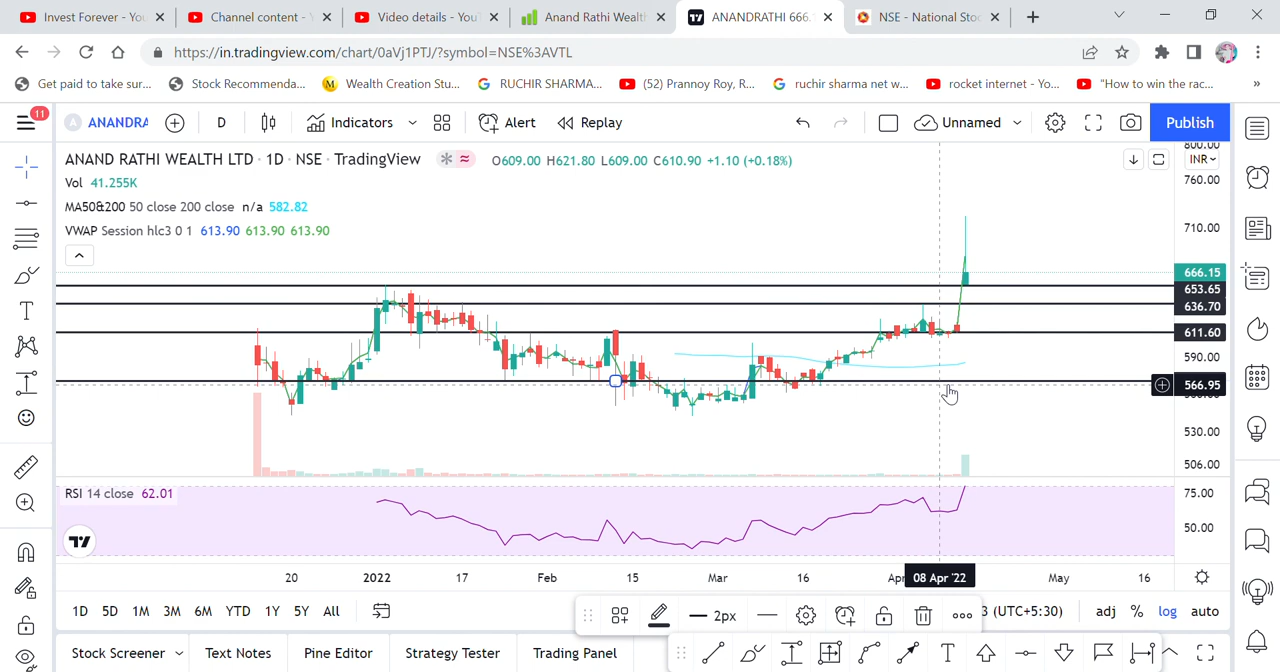 Invest Forever - You
Channel content - 
Video details - You
Anand Rathi Wealth
ANANDRATHI 666.
NSE - National Stoc
https://in.tradingview.com/chart/0aVj1PTJ/?symbol=NSE%3AVTL
Get paid to take sur...
Stock Recommenda...
Wealth Creation Stu...
RUCHIR SHARMA...
(52) Prannoy Roy, R...
ruchir sharma net w...
rocket internet - Yo...
"How to win the rac...
»
11
ANANDRA
D
Indicators
Alert
Replay
Unnamed
Publish
ANAND RATHI WEALTH LTD · 1D · NSE · TradingView
O609.00 H621.80 L609.00 C610.90 +1.10 (+0.18%)
INR
Vol 41.255K
MA50&200 50 close 200 close n/a 582.82
VWAP Session hlc3 0 1 613.90 613.90 613.90
800.00
760.00
710.00
666.15
653.65
636.70
611.60
590.00
566.95
530.00
506.00
RSI 14 close 62.01
75.00
50.00
20
2022
17
Feb
15
Mar
16
08 Apr '22
May
16
1D 5D 1M 3M 6M YTD 1Y 5Y All
2px
3 (UTC+5:30)
adj % log auto
Stock Screener
Text Notes
Pine Editor
Strategy Tester
Trading Panel